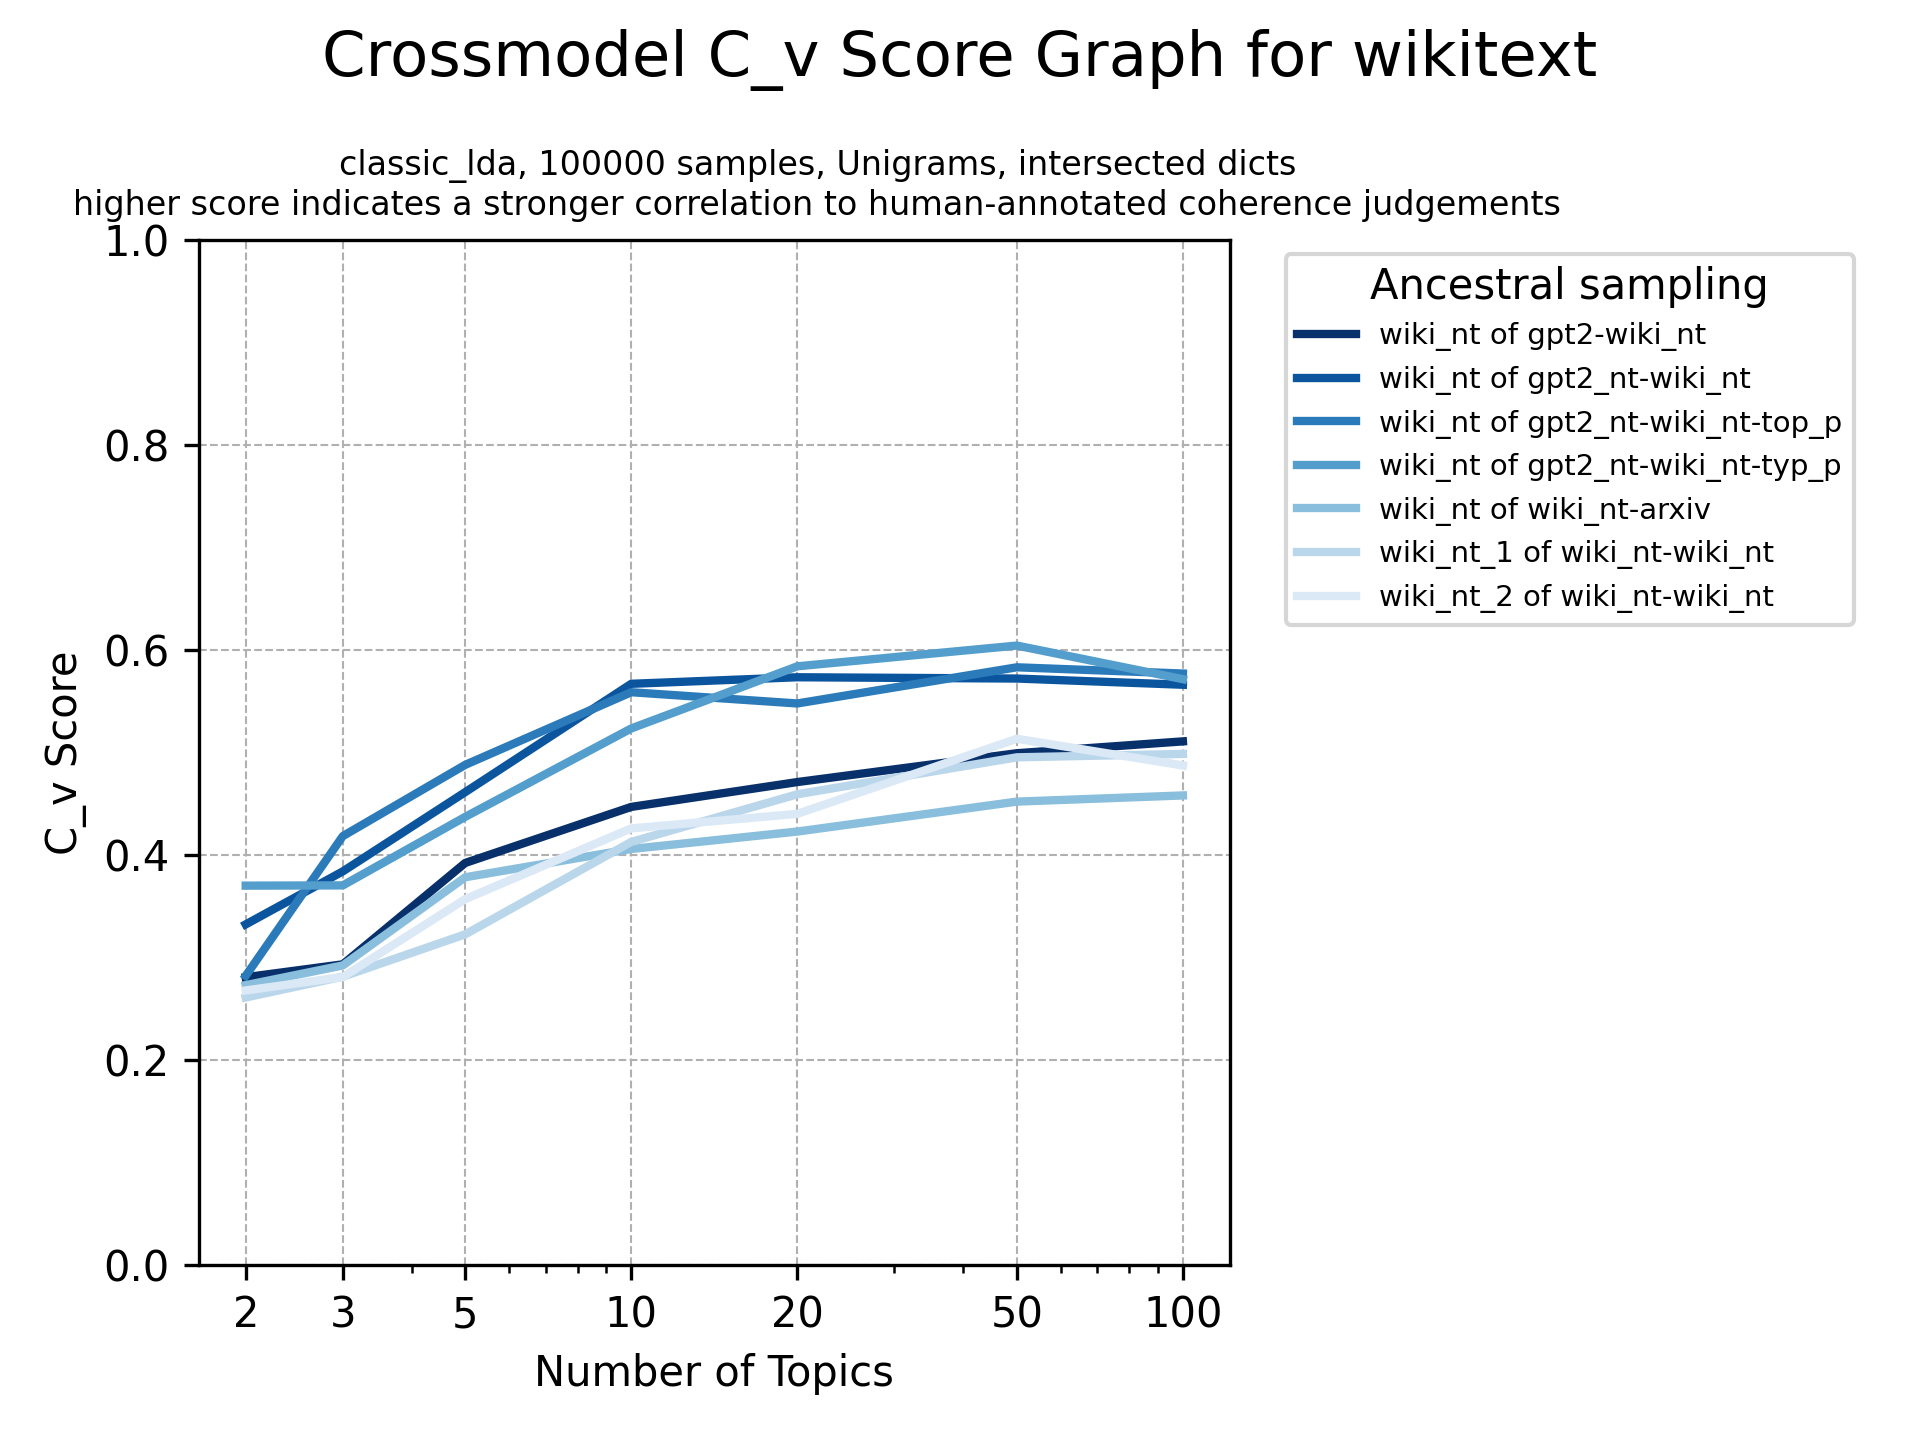 Crossmodel C_v Score Graph for wikitext
classic_lda, 100000 samples, Unigrams, intersected dicts
higher score indicates a stronger correlation to human-annotated coherence judgements
1.0
0.8
0.6
0.4
0.2
0.0
C_v Score
2 3 5 10 20 50 100
Number of Topics
Ancestral sampling
wiki_nt of gpt2-wiki_nt
wiki_nt of gpt2_nt-wiki_nt
wiki_nt of gpt2_nt-wiki_nt-top_p
wiki_nt of gpt2_nt-wiki_nt-typ_p
wiki_nt of wiki_nt-arxiv
wiki_nt_1 of wiki_nt-wiki_nt
wiki_nt_2 of wiki_nt-wiki_nt